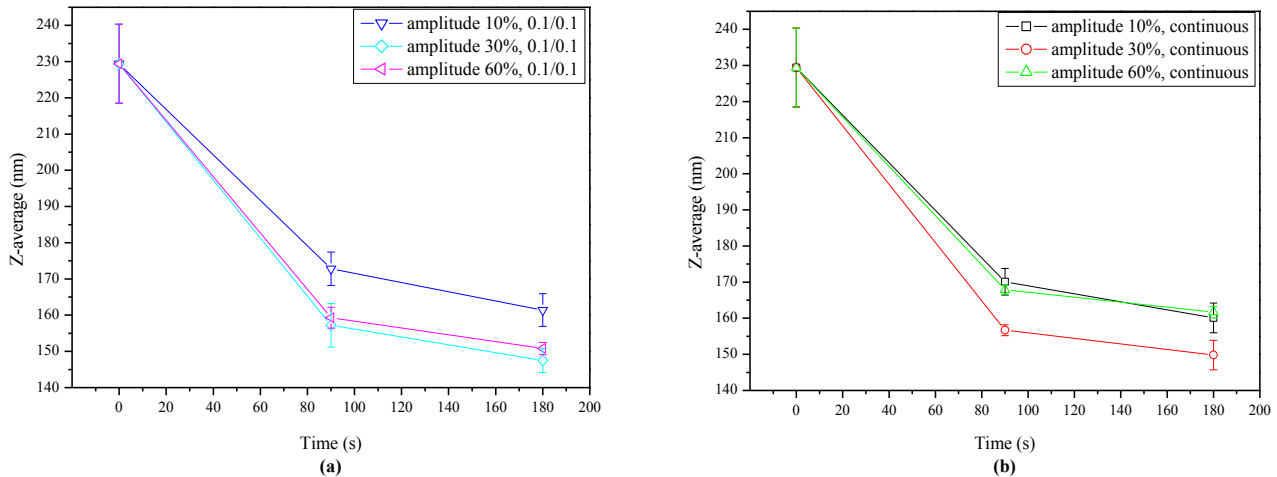 240
230
220
210
200
190
180
170
160
150
140
Z-average (nm)
0 20 40 60 80 100 120 140 160 180 200
Time (s)
amplitude 10%, 0.1/0.1
amplitude 30%, 0.1/0.1
amplitude 60%, 0.1/0.1
(a)
240
230
220
210
200
190
180
170
160
150
140
Z-average (nm)
0 20 40 60 80 100 120 140 160 180 200
Time (s)
amplitude 10%, continuous
amplitude 30%, continuous
amplitude 60%, continuous
(b)